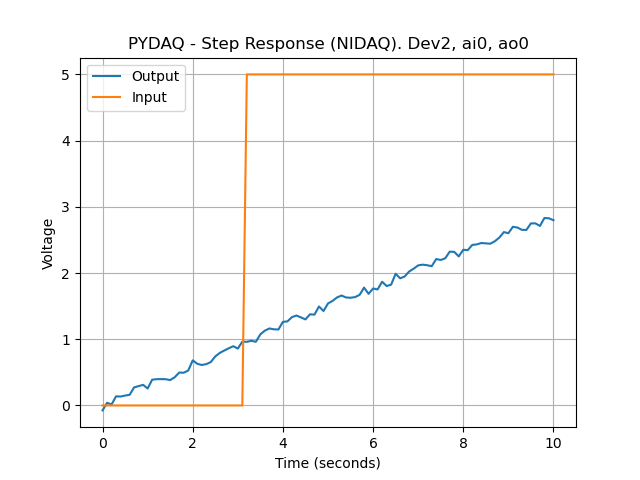 PYDAQ - Step Response (NIDAQ). Dev2, ai0, ao0
Output
Input
5
4
3
2
1
0
Voltage
0 2 4 6 8 10
Time (seconds)